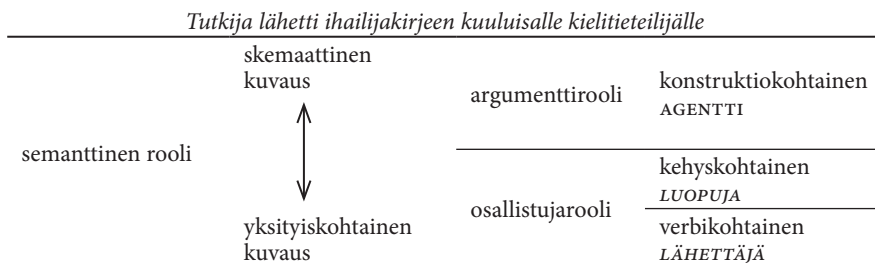 Tutkija lähetti ihailijakirjeen kuuluisalle kielitieteilijälle
skemaattinen
kuvaus
argumenttirooli
konstruktiokohtainen
AGENTTI
semanttinen rooli
osallistujarooli
kehyskohtainen
LUOPUJA
yksityiskohtainen
kuvaus
verbikohtainen
LÄHETTÄJÄ